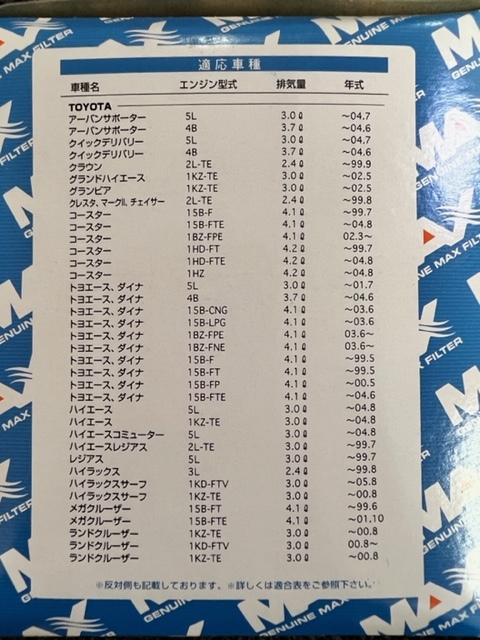 適応車種
車種名 エンジン型式 排気量 年式
TOYOTA
アーバンサポーター 5L 3.0ℓ ～04.7
アーバンサポーター 4B 3.7ℓ ～04.6
クイックデリバリー 5L 3.0ℓ ～04.7
クイックデリバリー 4B 3.7ℓ ～04.6
クラウン 2L-TE 2.4ℓ ～99.9
グランドハイエース 1KZ-TE 3.0ℓ ～02.5
グランビア 1KZ-TE 3.0ℓ ～02.5
クレスタ、マークⅡ、チェイサー 2L-TE 2.4ℓ ～99.8
コースター 15B-F 4.1ℓ ～99.7
コースター 15B-FTE 4.1ℓ ～04.8
コースター 1BZ-FPE 4.1ℓ 02.3～
コースター 1HD-FT 4.2ℓ ～99.7
コースター 1HD-FTE 4.2ℓ ～04.8
コースター 1HZ 4.2ℓ ～04.8
トヨエース、ダイナ 5L 3.0ℓ ～01.7
トヨエース、ダイナ 4B 3.7ℓ ～04.6
トヨエース、ダイナ 15B-CNG 4.1ℓ ～03.6
トヨエース、ダイナ 15B-LPG 4.1ℓ ～03.6
トヨエース、ダイナ 1BZ-FPE 4.1ℓ 03.6～
トヨエース、ダイナ 1BZ-FNE 4.1ℓ 03.6～
トヨエース、ダイナ 15B-F 4.1ℓ ～99.5
トヨエース、ダイナ 15B-FT 4.1ℓ ～99.5
トヨエース、ダイナ 15B-FP 4.1ℓ ～00.5
トヨエース、ダイナ 15B-FTE 4.1ℓ ～04.6
ハイエース 5L 3.0ℓ ～04.8
ハイエース 1KZ-TE 3.0ℓ ～04.8
ハイエースコミューター 5L 3.0ℓ ～04.8
ハイエースレジアス 2L-TE 3.0ℓ ～99.7
レジアス 5L 3.0ℓ ～99.7
ハイラックス 3L 2.4ℓ ～99.8
ハイラックスサーフ 1KD-FTV 3.0ℓ ～05.8
ハイラックスサーフ 1KZ-TE 3.0ℓ ～00.8
メガクルーザー 15B-FT 4.1ℓ ～99.6
メガクルーザー 15B-FTE 4.1ℓ ～01.10
ランドクルーザー 1KZ-TE 3.0ℓ ～00.8
ランドクルーザー 1KD-FTV 3.0ℓ 00.8～
ランドクルーザー 1KZ-TE 3.0ℓ ～00.8
※反対側も記載しております。※詳しくは適合表をご参照下さい。
GENUINE MAX FILTER